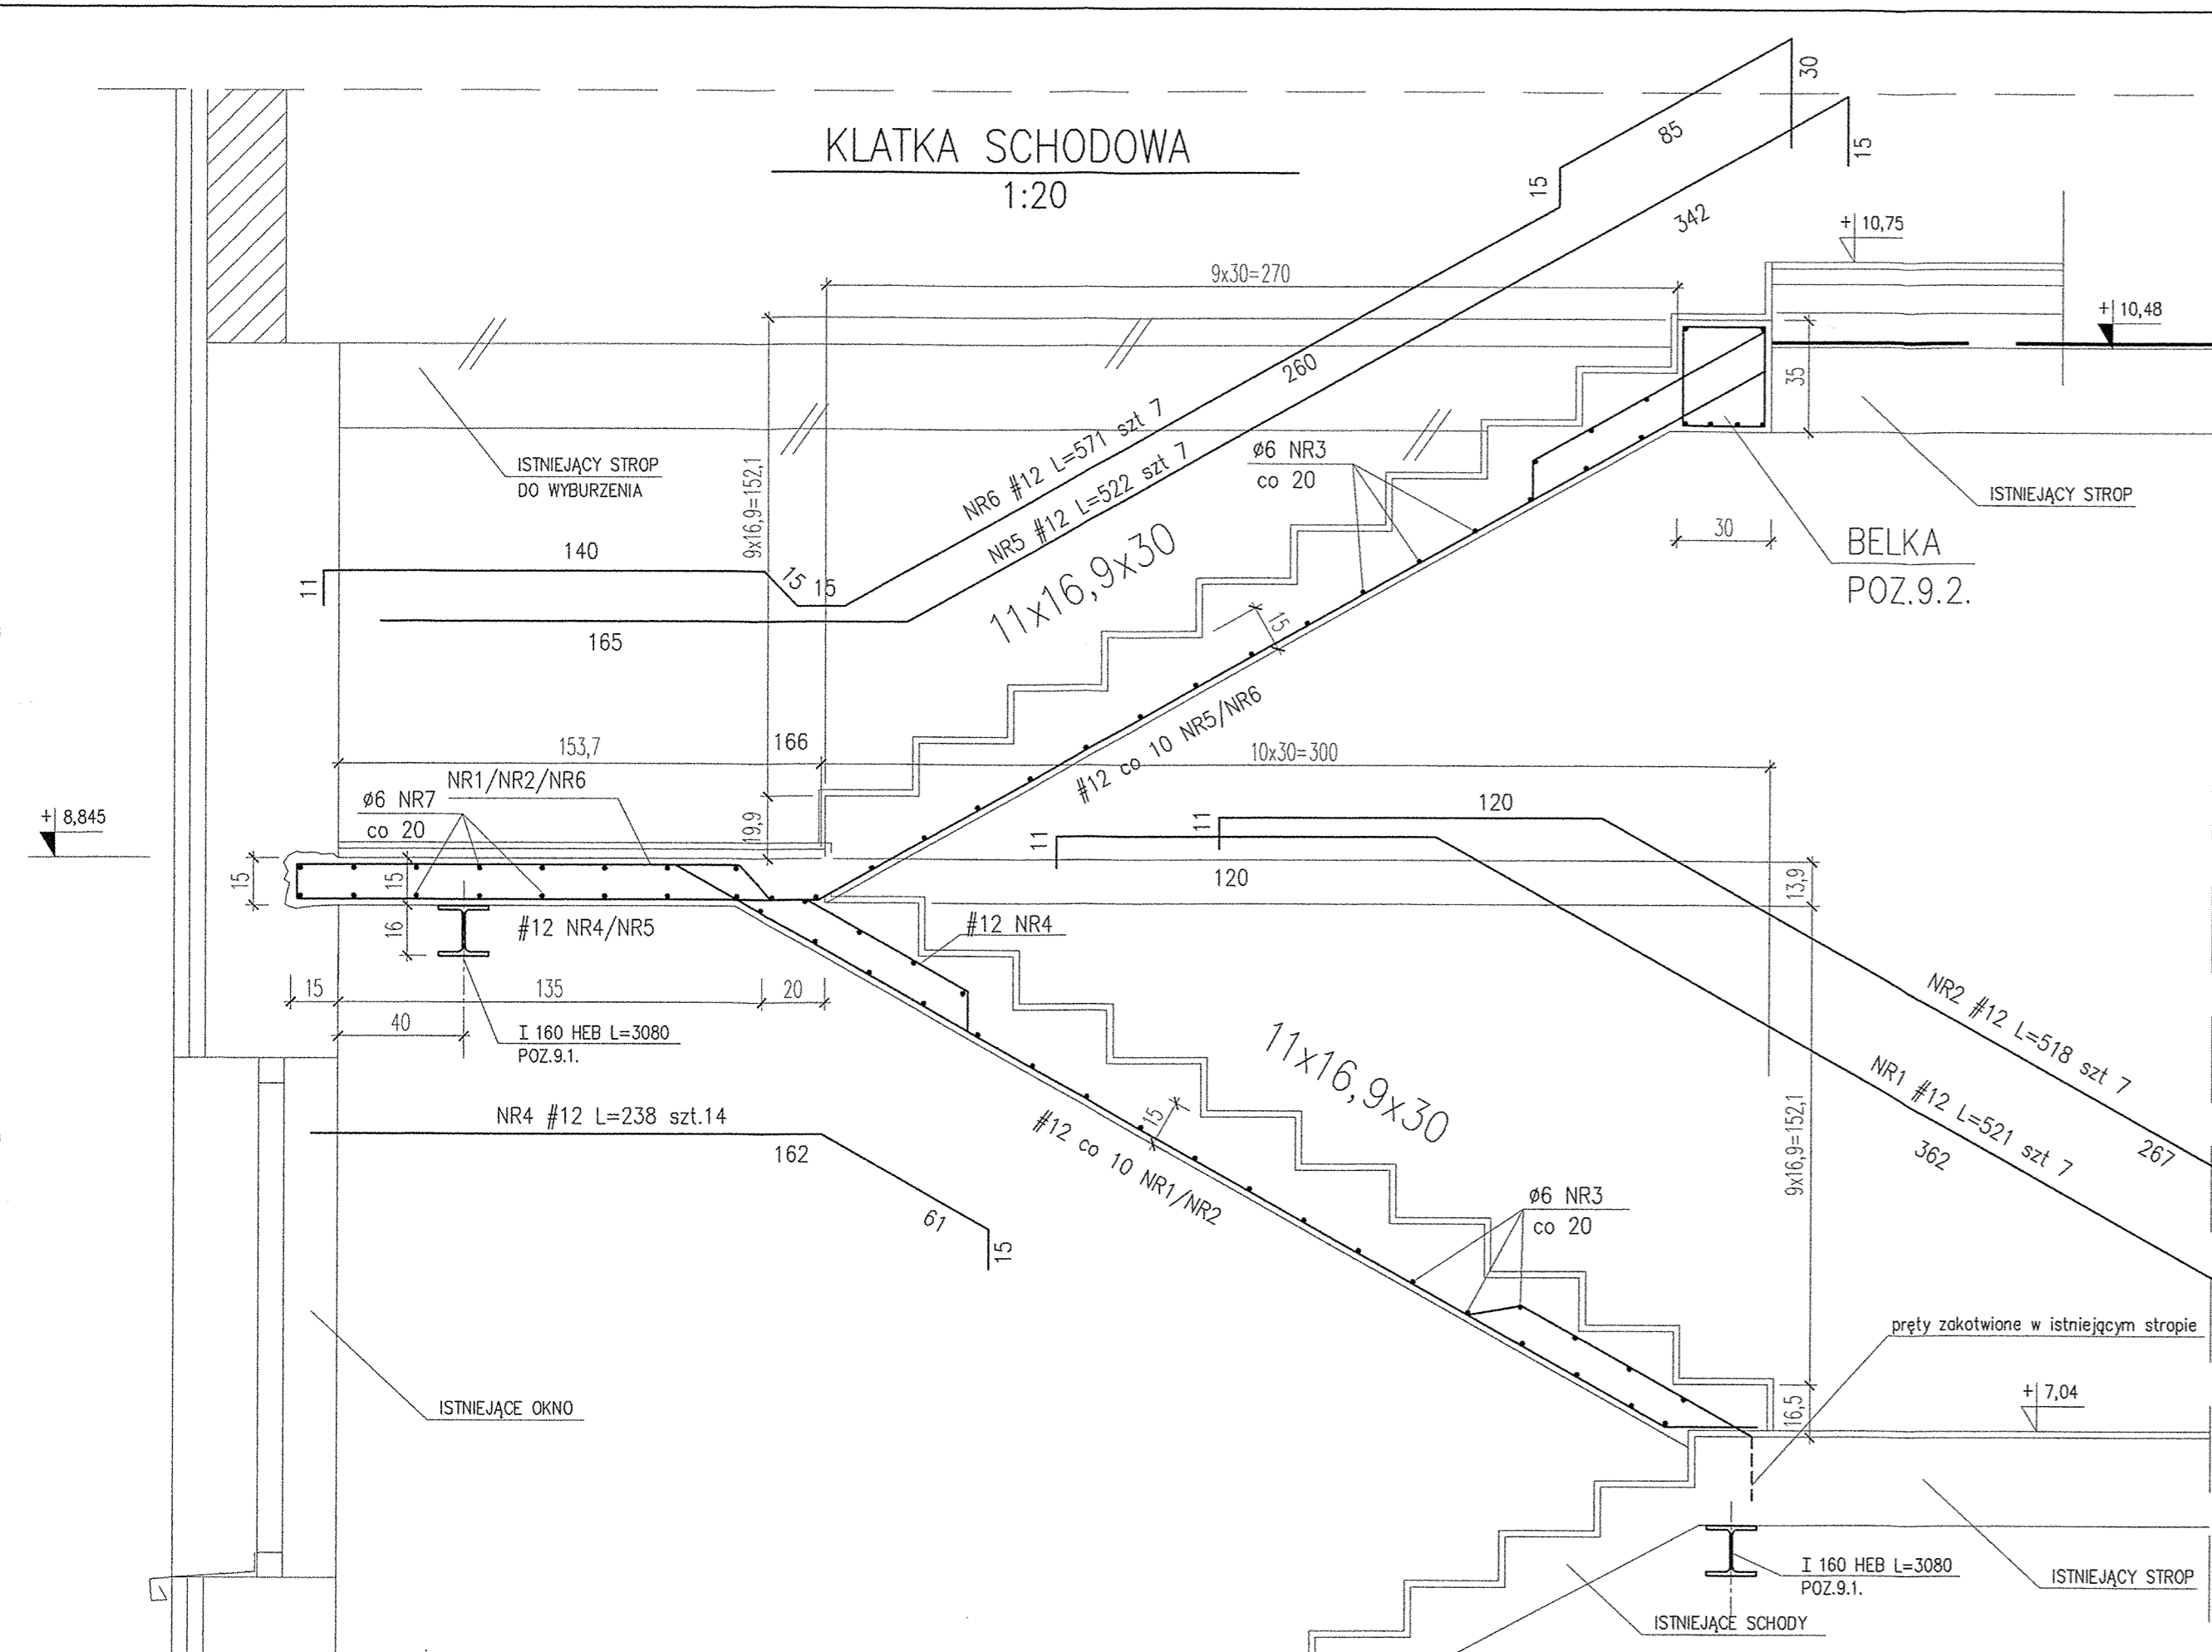 KLATKA SCHODOWA
1:20
30
85
15
15
342
+ 10,75
9x30=270
+ 10,48
260
35
ISTNIEJĄCY STROP
DO WYBURZENIA
9x16,9=152,1
NR6 #12 L=571 szt 7
NR5 #12 L=522 szt 7
ø6 NR3
co 20
ISTNIEJĄCY STROP
30
BELKA
POZ.9.2.
140
11
15
15
165
11x16,9x30
15
#12 co 10 NR5/NR6
153,7
166
10x30=300
NR1/NR2/NR6
ø6 NR7
co 20
+ 8,845
19,9
120
11
11
120
15
15
16
13,9
#12 NR4/NR5
#12 NR4
15
135
20
40
I 160 HEB L=3080
POZ.9.1.
NR2 #12 L=518 szt 7
NR1 #12 L=521 szt 7
267
362
11x16,9x30
15
#12 co 10 NR1/NR2
NR4 #12 L=238 szt.14
162
61
15
9x16,9=152,1
ø6 NR3
co 20
pręty zakotwione w istniejącym stropie
ISTNIEJĄCE OKNO
16,5
+ 7,04
I 160 HEB L=3080
POZ.9.1.
ISTNIEJĄCY STROP
ISTNIEJĄCE SCHODY